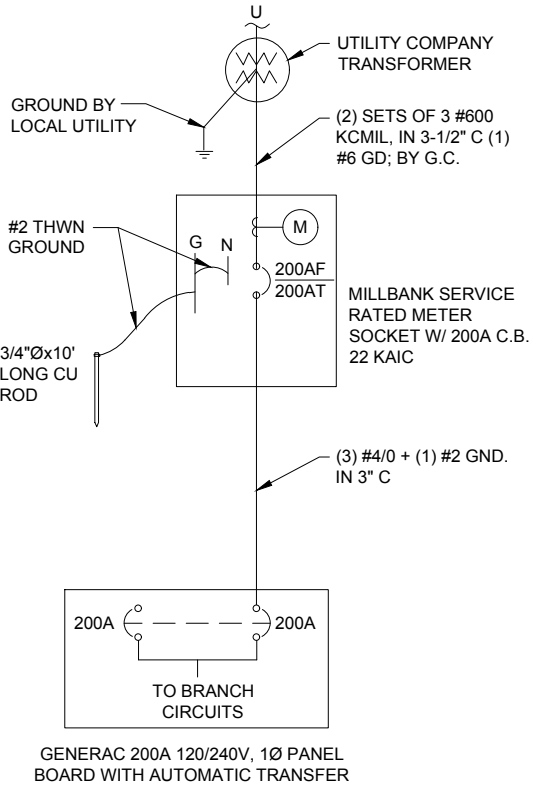 U
UTILITY COMPANY
TRANSFORMER
GROUND BY
LOCAL UTILITY
(2) SETS OF 3 #600
KCMIL, IN 3-1/2" C (1)
#6 GD; BY G.C.
#2 THWN
GROUND
G N
M
200AF
200AT
MILLBANK SERVICE
RATED METER
SOCKET W/ 200A C.B.
22 KAIC
3/4"Øx10'
LONG CU
ROD
(3) #4/0 + (1) #2 GND.
IN 3" C
200A
200A
TO BRANCH
CIRCUITS
GENERAC 200A 120/240V, 1Ø PANEL
BOARD WITH AUTOMATIC TRANSFER